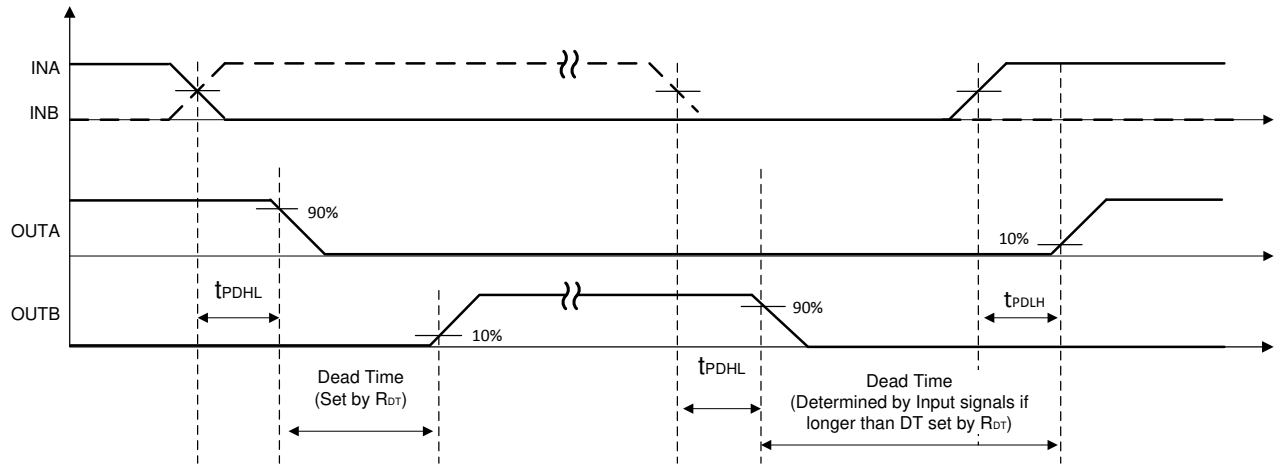 INA
INB
OUTA
90%
10%
OUTB
tPDHL
10%
90%
tPDLH
Dead Time
(Set by RDT)
tPDHL
Dead Time
(Determined by Input signals if
longer than DT set by RDT)